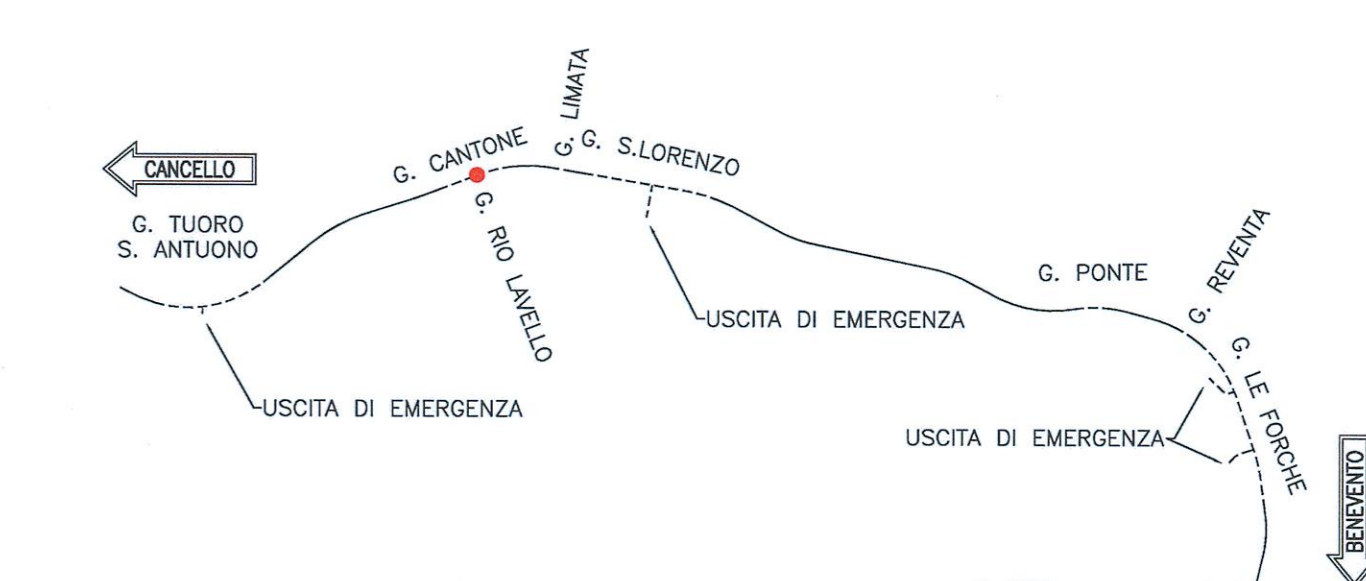 G. LIMATA
G. CANTONE
G. S.LORENZO
CANCELLO
G. TUORO
S. ANTUONO
G. RIO LAVELLO
G. REVENTA
G. PONTE
USCITA DI EMERGENZA
G. LE FORCHE
USCITA DI EMERGENZA
USCITA DI EMERGENZA
BENEVENTO